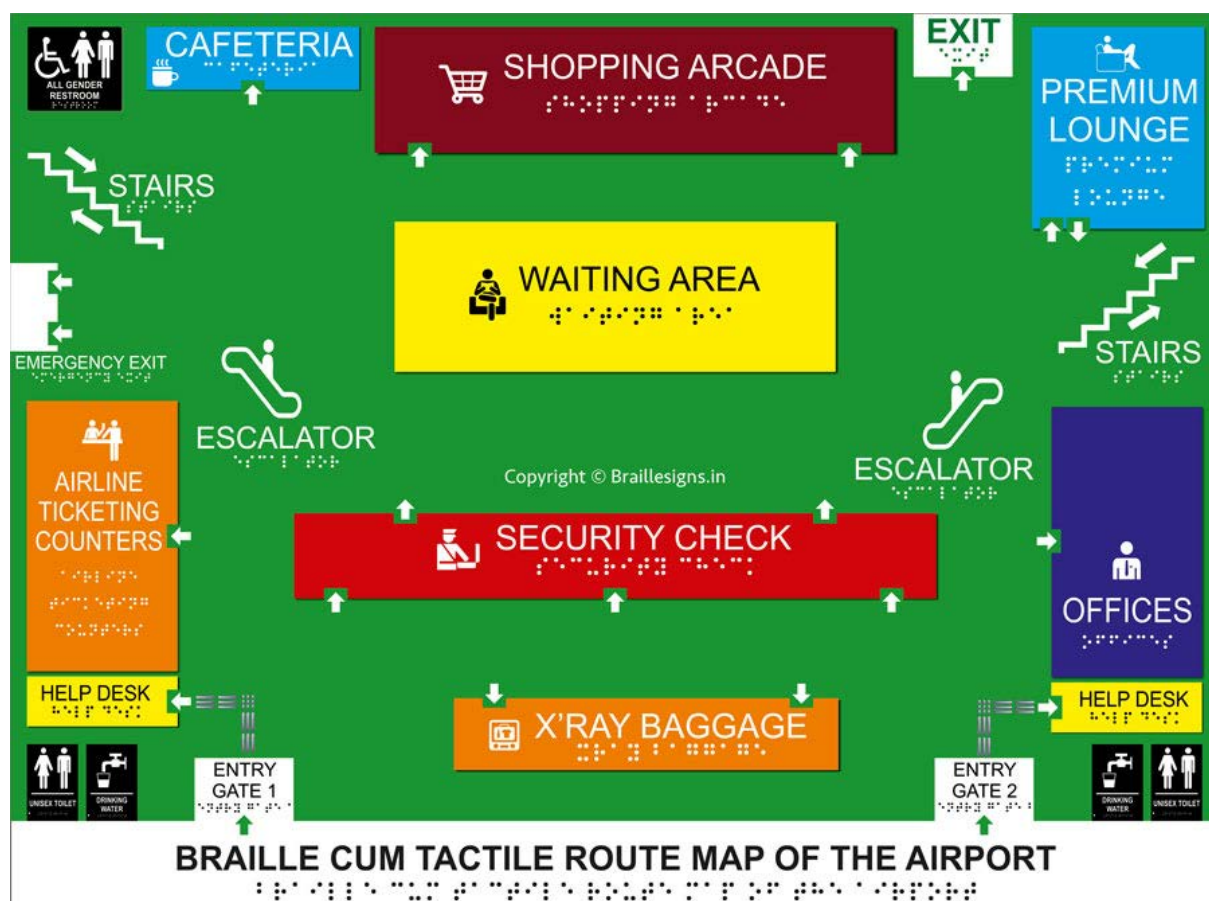 ALL GENDER
RESTROOM
CAFETERIA
SHOPPING ARCADE
EXIT
PREMIUM
LOUNGE
STAIRS
WAITING AREA
STAIRS
EMERGENCY EXIT
ESCALATOR
ESCALATOR
AIRLINE
TICKETING
COUNTERS
Copyright © Braillesigns.in
SECURITY CHECK
OFFICES
HELP DESK
X'RAY BAGGAGE
HELP DESK
UNISEX TOILET
DRINKING
WATER
ENTRY
GATE 1
ENTRY
GATE 2
DRINKING
WATER
UNISEX TOILET
BRAILLE CUM TACTILE ROUTE MAP OF THE AIRPORT